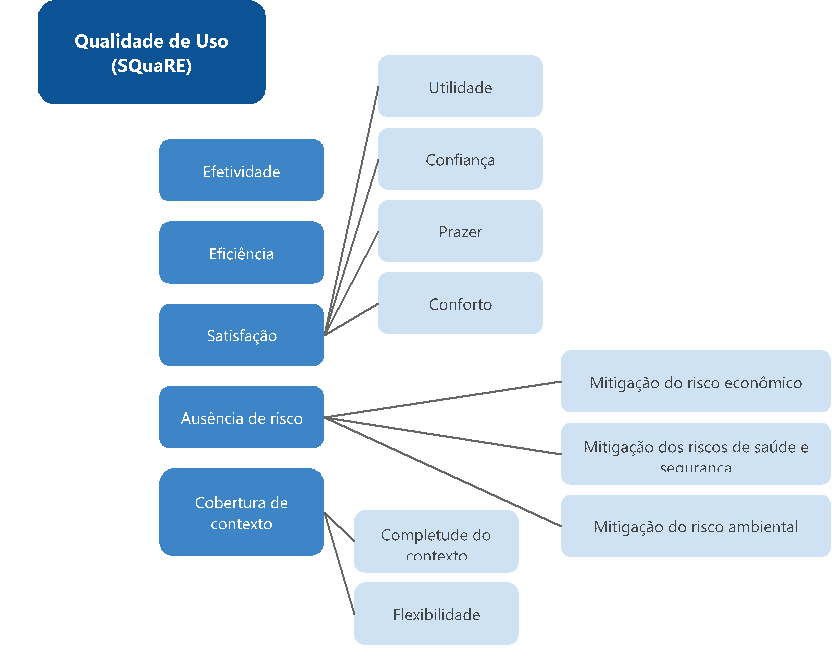 Qualidade de Uso
(SQuaRE)
Efetividade
Eficiência
Satisfação
Utilidade
Confiança
Prazer
Conforto
Ausência de risco
Mitigação do risco econômico
Mitigação dos riscos de saúde e
segurança
Mitigação do risco ambiental
Cobertura de
contexto
Completude do
contexto
Flexibilidade